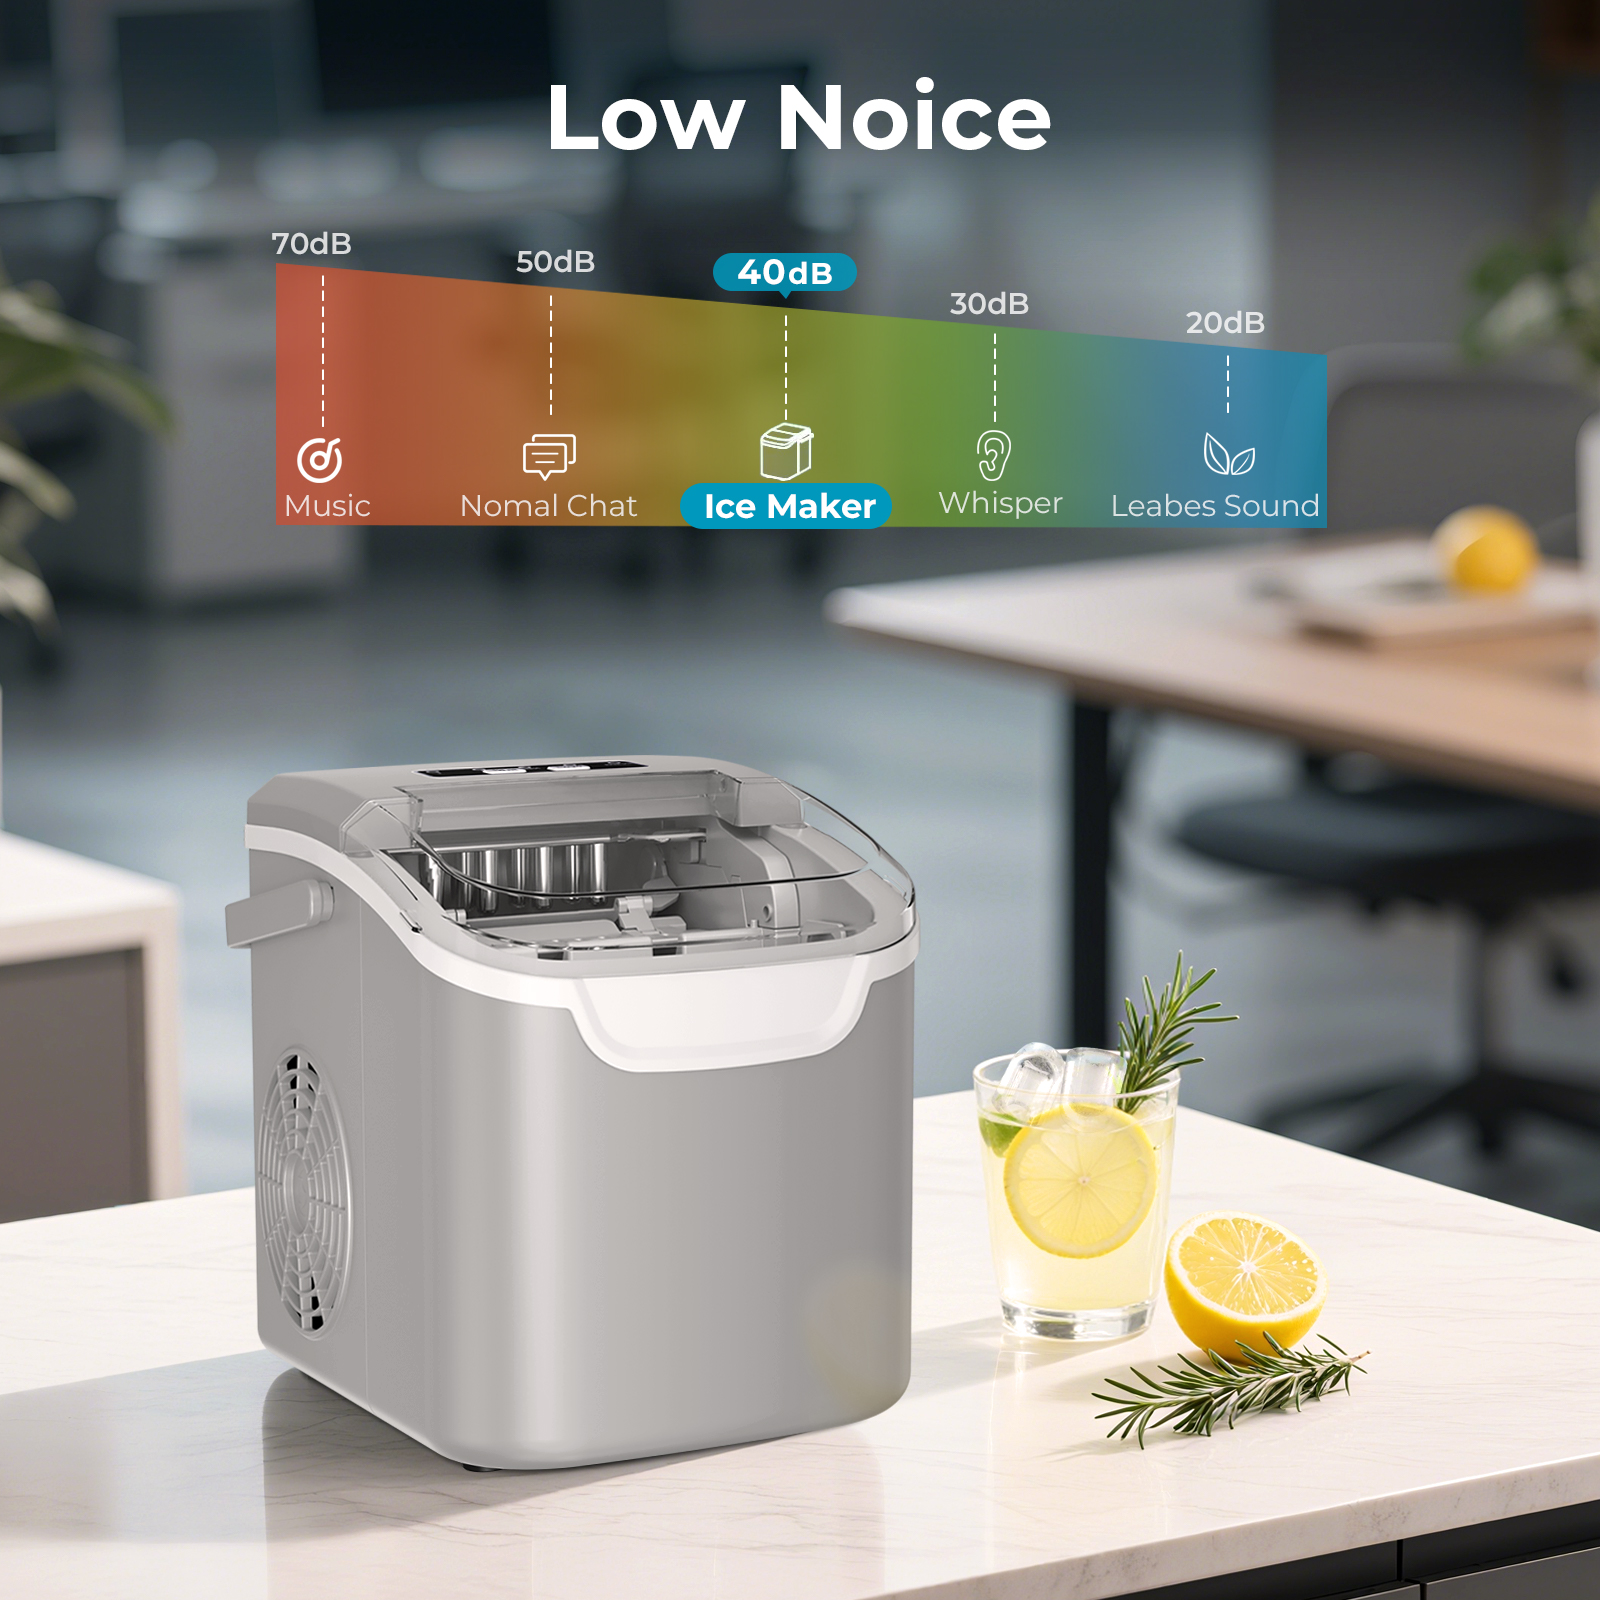 Low Noice
70dB
50dB
40dB
30dB
20dB
Music
Nomal Chat
Ice Maker
Whisper
Leabes Sound